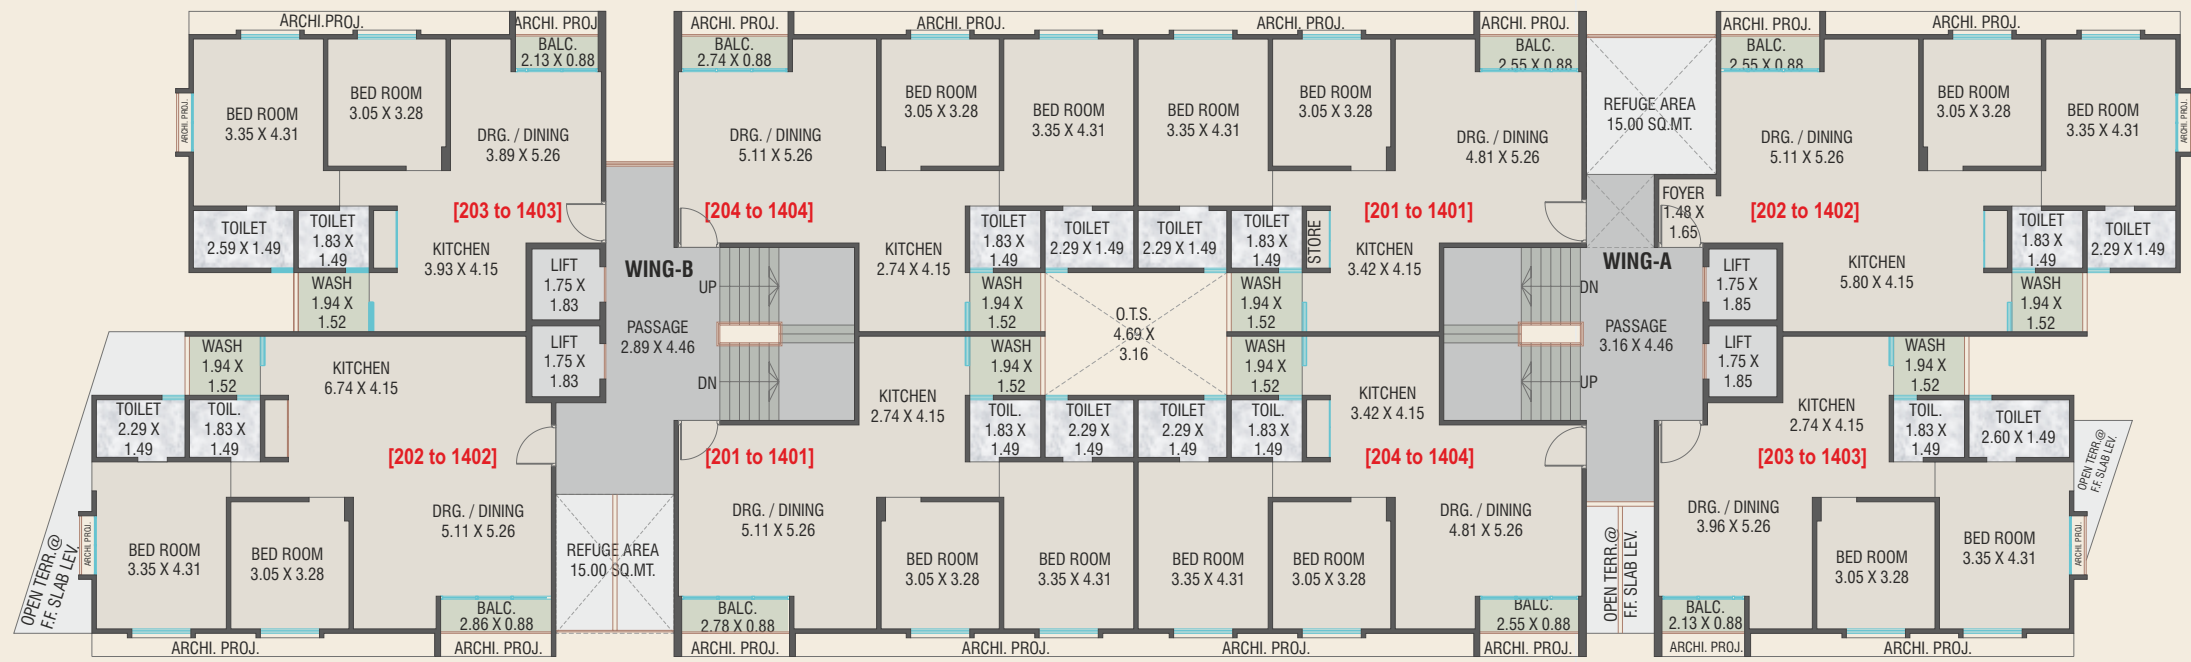 ARCHI.PROJ.
ARCHI. PROJ.
BALC.
2.13 X 0.88
BED ROOM
3.35 X 4.31
BED ROOM
3.05 X 3.28
DRG. / DINING
3.89 X 5.26
ARCHI. PROJ.
[203 to 1403]
TOILET
2.59 X 1.49
TOILET
1.83 X
1.49
KITCHEN
3.93 X 4.15
WASH
1.94 X
1.52
LIFT
1.75 X
1.83
LIFT
1.75 X
1.83
WING-B
UP
PASSAGE
2.89 X 4.46
DN
ARCHI. PROJ.
BALC.
2.74 X 0.88
ARCHI. PROJ.
DRG. / DINING
5.11 X 5.26
BED ROOM
3.05 X 3.28
BED ROOM
3.35 X 4.31
[204 to 1404]
KITCHEN
2.74 X 4.15
TOILET
1.83 X
1.49
TOILET
2.29 X 1.49
WASH
1.94 X
1.52
ARCHI. PROJ.
ARCHI. PROJ.
BALC.
2.55 X 0.88
BED ROOM
3.35 X 4.31
BED ROOM
3.05 X 3.28
DRG. / DINING
4.81 X 5.26
[201 to 1401]
TOILET
2.29 X 1.49
TOILET
1.83 X
1.49
STORE
KITCHEN
3.42 X 4.15
WASH
1.94 X
1.52
O.T.S.
4.69 X
3.16
REFUGE AREA
15.00 SQ.MT.
FOYER
1.48 X
1.65
WING-A
DN
PASSAGE
3.16 X 4.46
UP
LIFT
1.75 X
1.85
LIFT
1.75 X
1.85
ARCHI. PROJ.
BALC.
2.55 X 0.88
ARCHI. PROJ.
DRG. / DINING
5.11 X 5.26
BED ROOM
3.05 X 3.28
BED ROOM
3.35 X 4.31
ARCHI. PROJ.
[202 to 1402]
KITCHEN
5.80 X 4.15
TOILET
1.83 X
1.49
TOILET
2.29 X 1.49
WASH
1.94 X
1.52
WASH
1.94 X
1.52
KITCHEN
6.74 X 4.15
TOILET
2.29 X
1.49
TOIL.
1.83 X
1.49
[202 to 1402]
DRG. / DINING
5.11 X 5.26
BED ROOM
3.35 X 4.31
BED ROOM
3.05 X 3.28
ARCHI PROJ.
OPEN TERR.@
F.F. SLAB LEV.
BALC.
2.86 X 0.88
ARCHI. PROJ.
ARCHI. PROJ.
REFUGE AREA
15.00 SQ.MT.
WASH
1.94 X
1.52
KITCHEN
2.74 X 4.15
TOIL.
1.83 X
1.49
TOILET
2.29 X
1.49
[201 to 1401]
DRG. / DINING
5.11 X 5.26
BED ROOM
3.05 X 3.28
BED ROOM
3.35 X 4.31
BALC.
2.78 X 0.88
ARCHI. PROJ.
ARCHI. PROJ.
WASH
1.94 X
1.52
KITCHEN
3.42 X 4.15
TOILET
2.29 X
1.49
TOIL.
1.83 X
1.49
[204 to 1404]
DRG. / DINING
4.81 X 5.26
BED ROOM
3.35 X 4.31
BED ROOM
3.05 X 3.28
BALC.
2.55 X 0.88
ARCHI. PROJ.
ARCHI. PROJ.
OPEN TERR.@
F.F. SLAB LEV.
WASH
1.94 X
1.52
KITCHEN
2.74 X 4.15
TOIL.
1.83 X
1.49
TOILET
2.60 X 1.49
[203 to 1403]
DRG. / DINING
3.96 X 5.26
BED ROOM
3.05 X 3.28
BED ROOM
3.35 X 4.31
OPEN TERR.@
F.F. SLAB LEV.
ARCHI. PROJ.
BALC.
2.13 X 0.88
ARCHI. PROJ.
ARCHI. PROJ.